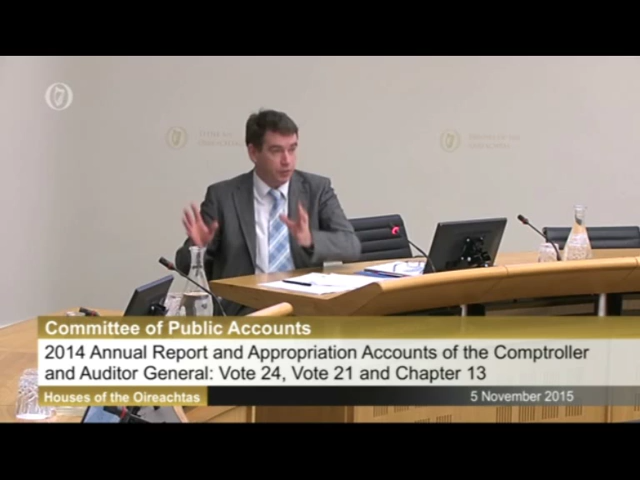 Committee of Public Accounts
2014 Annual Report and Appropriation Accounts of the Comptroller
and Auditor General: Vote 24, Vote 21 and Chapter 13
Houses of the Oireachtas
5 November 2015